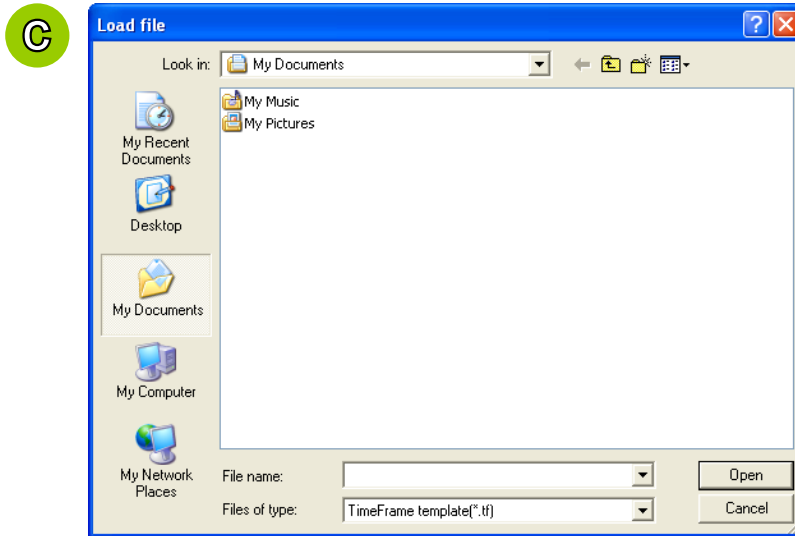 C
Load file
Look in: My Documents
My Music
My Pictures
My Recent
Documents
Desktop
My Documents
My Computer
My Network
Places
File name:
Open
Files of type: TimeFrame template(*.tf)
Cancel